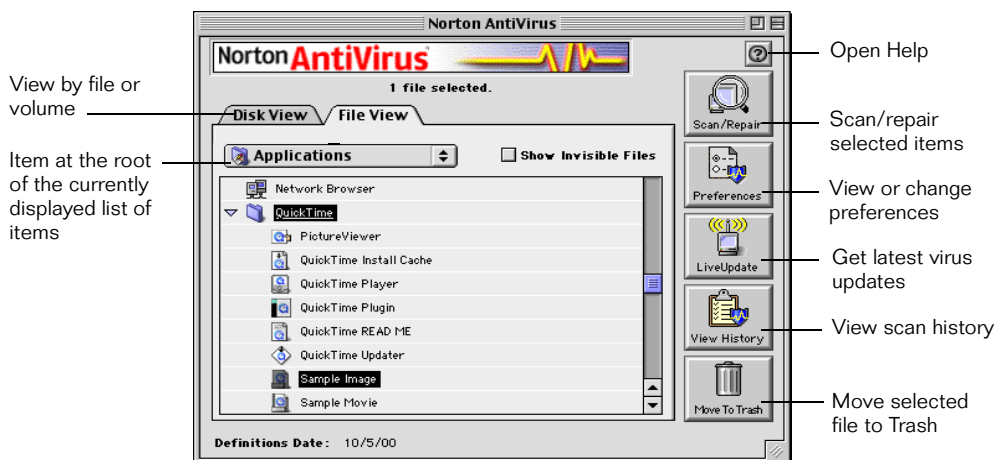 Norton AntiVirus
Norton AntiVirus
1 file selected.
Disk View
File View
Applications
Show Invisible Files
Network Browser
QuickTime
PictureViewer
QuickTime Install Cache
QuickTime Player
QuickTime Plugin
QuickTime READ ME
QuickTime Updater
Sample Image
Sample Movie
Definitions Date: 10/5/00
Scan/Repair
Preferences
LiveUpdate
View History
Move To Trash
View by file or
volume
Item at the root
of the currently
displayed list of
items
Open Help
Scan/repair
selected items
View or change
preferences
Get latest virus
updates
View scan history
Move selected
file to Trash